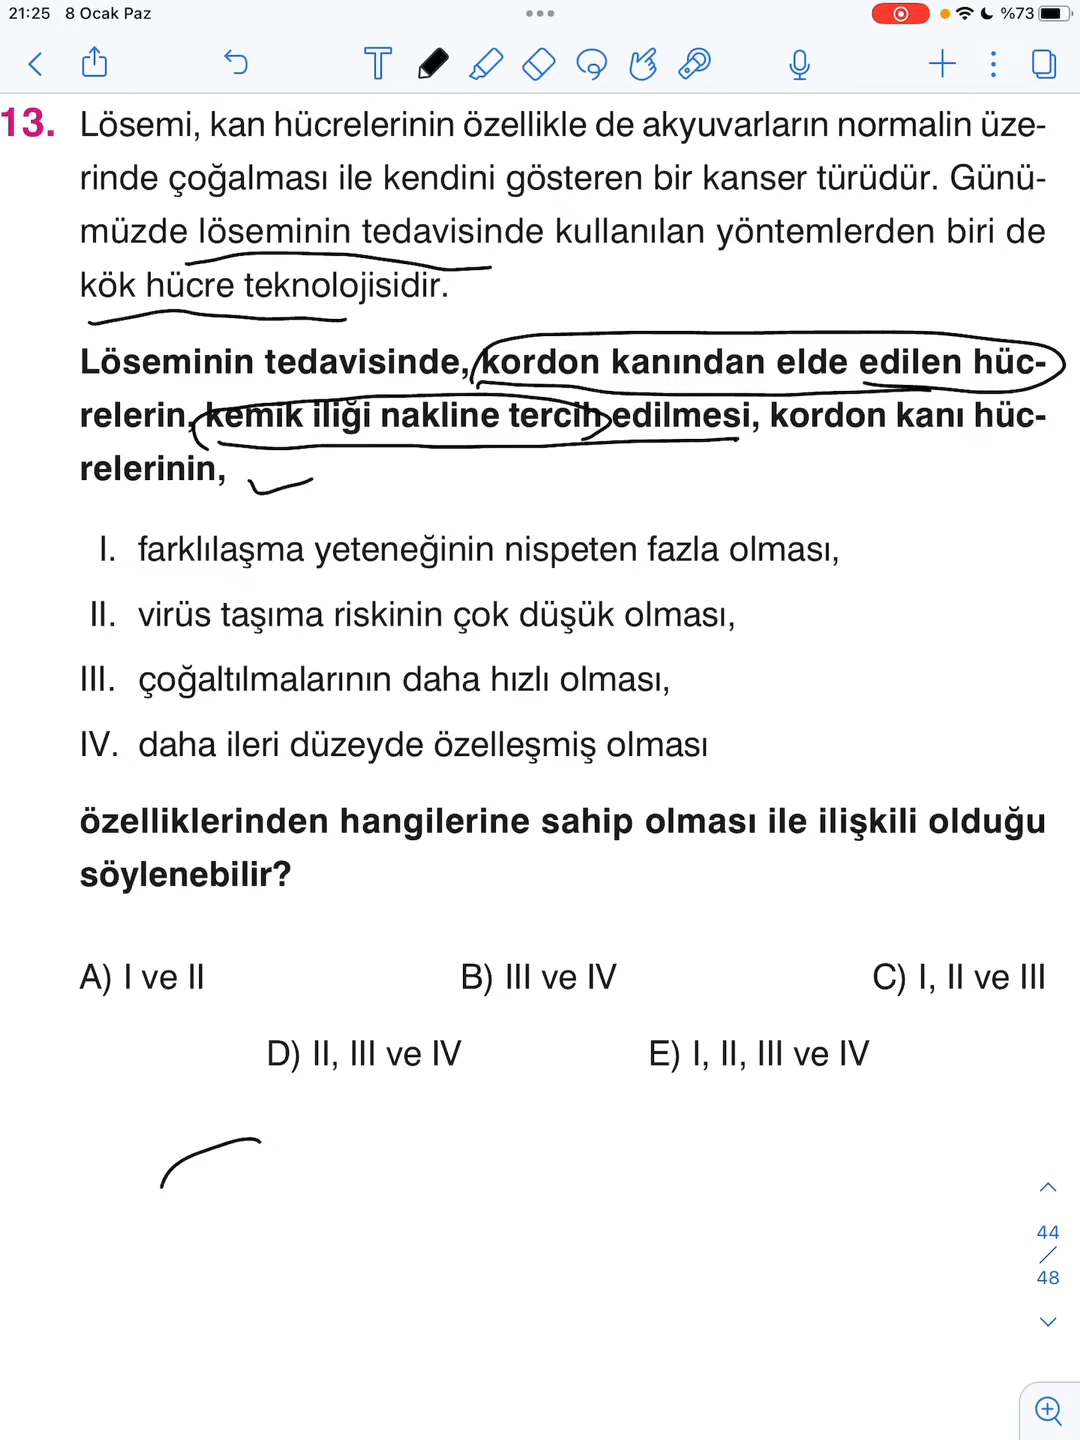 21:25 8 Ocak Paz
%73
T
13. Lösemi, kan hücrelerinin özellikle de akyuvarların normalin üze-
rinde çoğalması ile kendini gösteren bir kanser türüdür. Günü-
müzde löseminin tedavisinde kullanılan yöntemlerden biri de
kök hücre teknolojisidir.
Löseminin tedavisinde, kordon kanından elde edilen hüc-
relerin, kemik iliği nakline tercih edilmesi, kordon kanı hüc-
relerinin,
I. farklılaşma yeteneğinin nispeten fazla olması,
II. virüs taşıma riskinin çok düşük olması,
III. çoğaltılmalarının daha hızlı olması,
IV. daha ileri düzeyde özelleşmiş olması
özelliklerinden hangilerine sahip olması ile ilişkili olduğu
söylenebilir?
A) I ve II B) III ve IV C) I, II ve III
D) II, III ve IV E) I, II, III ve IV
44
/
48